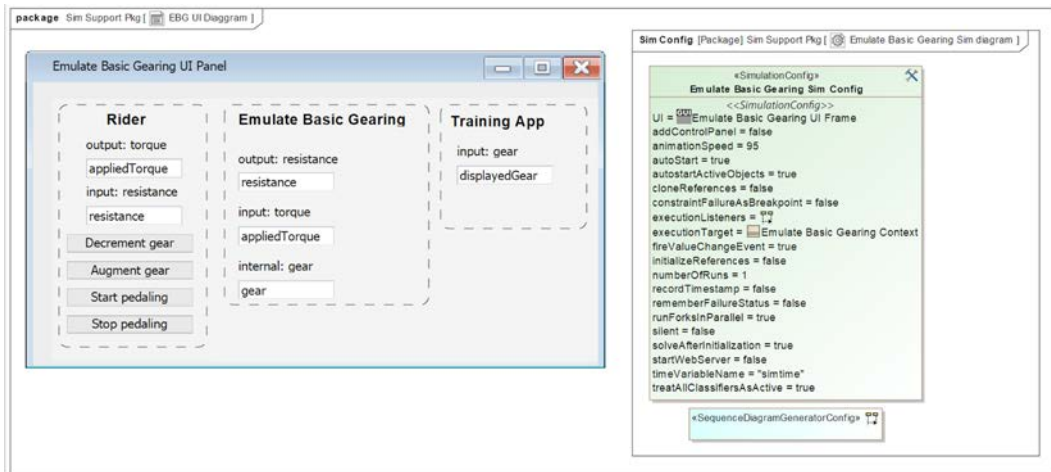 package Sim Support Pkg [ EBG UI Diaggram ]
Emulate Basic Gearing UI Panel
Rider
output: torque
appliedTorque
input: resistance
resistance
Decrement gear
Augment gear
Start pedaling
Stop pedaling
Emulate Basic Gearing
output: resistance
resistance
input: torque
appliedTorque
internal: gear
gear
Training App
input: gear
displayedGear
Sim Config [Package] Sim Support Pkg [ Emulate Basic Gearing Sim diagram ]
«SimulationConfig»
Emulate Basic Gearing Sim Config
<<SimulationConfig>>
UI = GUI Emulate Basic Gearing UI Frame
addControlPanel = false
animationSpeed = 95
autoStart = true
autostartActiveObjects = true
cloneReferences = false
constraintFailureAsBreakpoint = false
executionListeners =
executionTarget = Emulate Basic Gearing Context
fireValueChangeEvent = true
initializeReferences = false
numberOfRuns = 1
recordTimestamp = false
rememberFailureStatus = false
runForksInParallel = true
silent = false
solveAfterInitialization = true
startWebServer = false
timeVariableName = "simtime"
treatAllClassifiersAsActive = true
«SequenceDiagramGeneratorConfig»